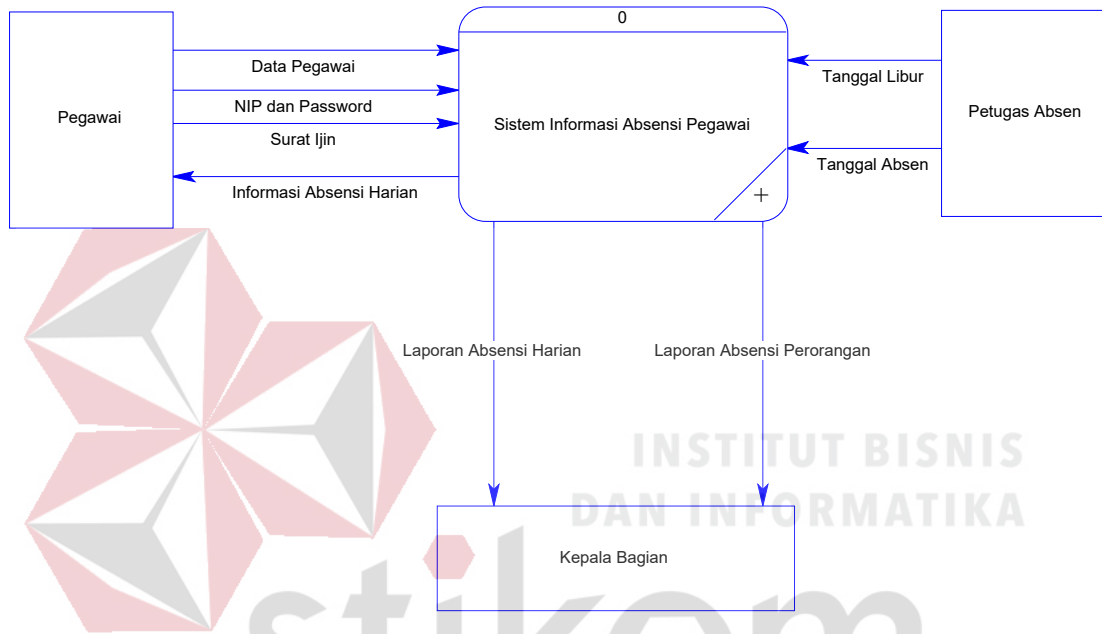 0
Pegawai
Data Pegawai
NIP dan Password
Surat Ijin
Informasi Absensi Harian
Sistem Informasi Absensi Pegawai
+
Tanggal Libur
Tanggal Absen
Petugas Absen
Laporan Absensi Harian
Laporan Absensi Perorangan
INSTITUT BISNIS
DAN INFORMATIKA
Kepala Bagian
stikom